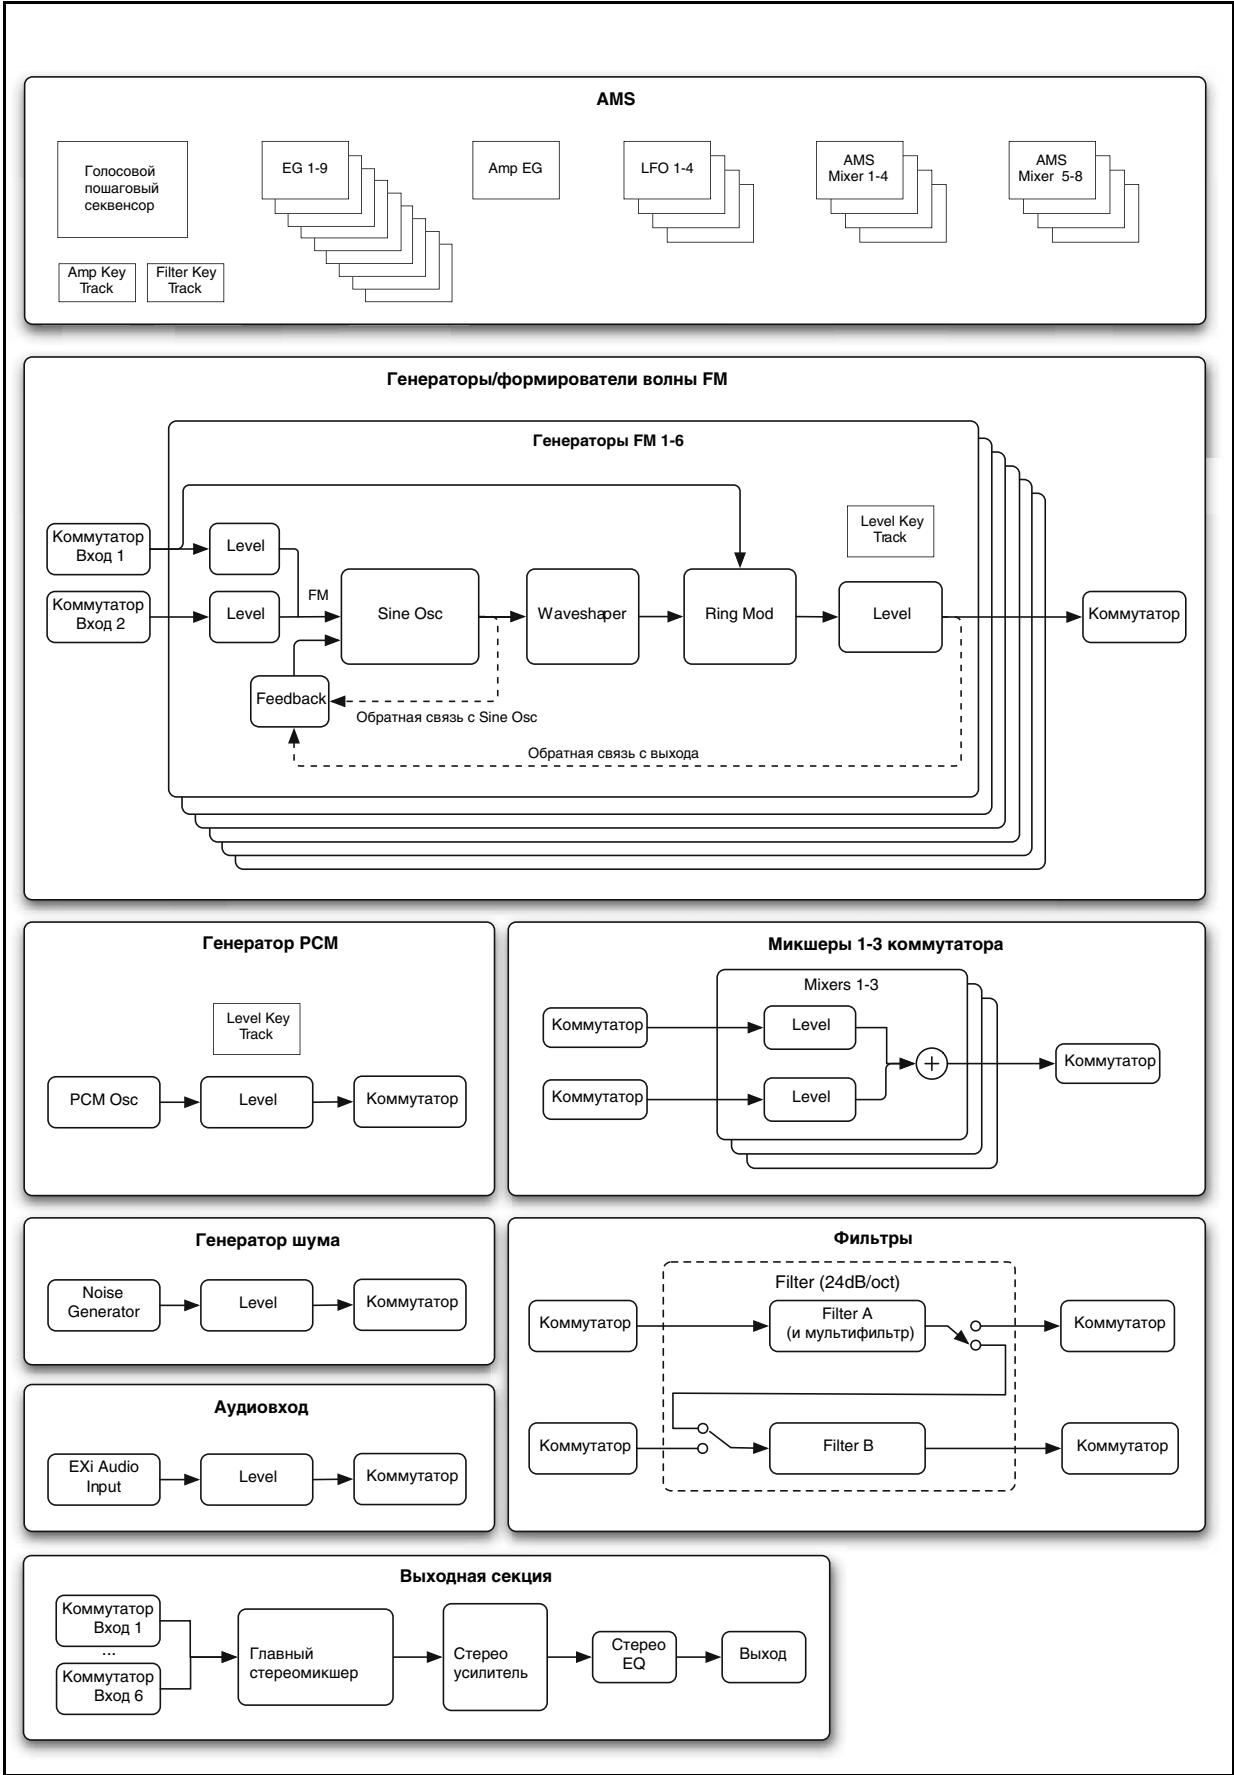 AMS
Голосовой
пошаговый
секвенсор
EG 1-9
Amp EG
LFO 1-4
AMS
Mixer 1-4
AMS
Mixer 5-8
Amp Key
Track
Filter Key
Track
Генераторы/формирователи волны FM
Генераторы FM 1-6
Коммутатор
Вход 1
Level
Level Key
Track
FM
Коммутатор
Вход 2
Level
Sine Osc
Waveshaper
Ring Mod
Level
Коммутатор
Feedback
Обратная связь с Sine Osc
Обратная связь с выхода
Генератор PCM
Level Key
Track
PCM Osc
Level
Коммутатор
Микшеры 1-3 коммутатора
Mixers 1-3
Коммутатор
Level
Коммутатор
Коммутатор
Level
Генератор шума
Noise
Generator
Level
Коммутатор
Фильтры
Filter (24dB/oct)
Коммутатор
Filter A
(и мультифильтр)
Коммутатор
Коммутатор
Filter B
Коммутатор
Аудиовход
EXi Audio
Input
Level
Коммутатор
Выходная секция
Коммутатор
Вход 1
...
Коммутатор
Вход 6
Главный
стереомикшер
Стерео
усилитель
Стерео
EQ
Выход